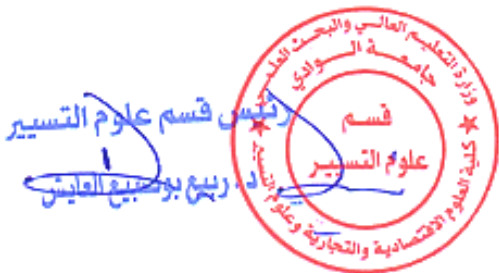 وزارة التعليم العالي والبحث العلمي
جامعة الوادي
كلية العلوم الاقتصادية والتجارية وعلوم التسيير
قسم
علوم التسيير
رئيس قسم علوم التسيير
د. ربيع بوصبيع العايش